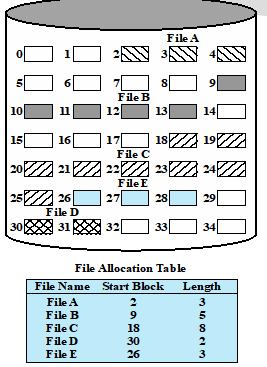 File A
0 1 2 3 4
5 6 7 8 9
File B
10 11 12 13 14
15 16 17 18 19
File C
20 21 22 23 24
File E
25 26 27 28 29
File D
30 31 32 33 34
File Allocation Table
File Name Start Block Length
File A 2 3
File B 9 5
File C 18 8
File D 30 2
File E 26 3